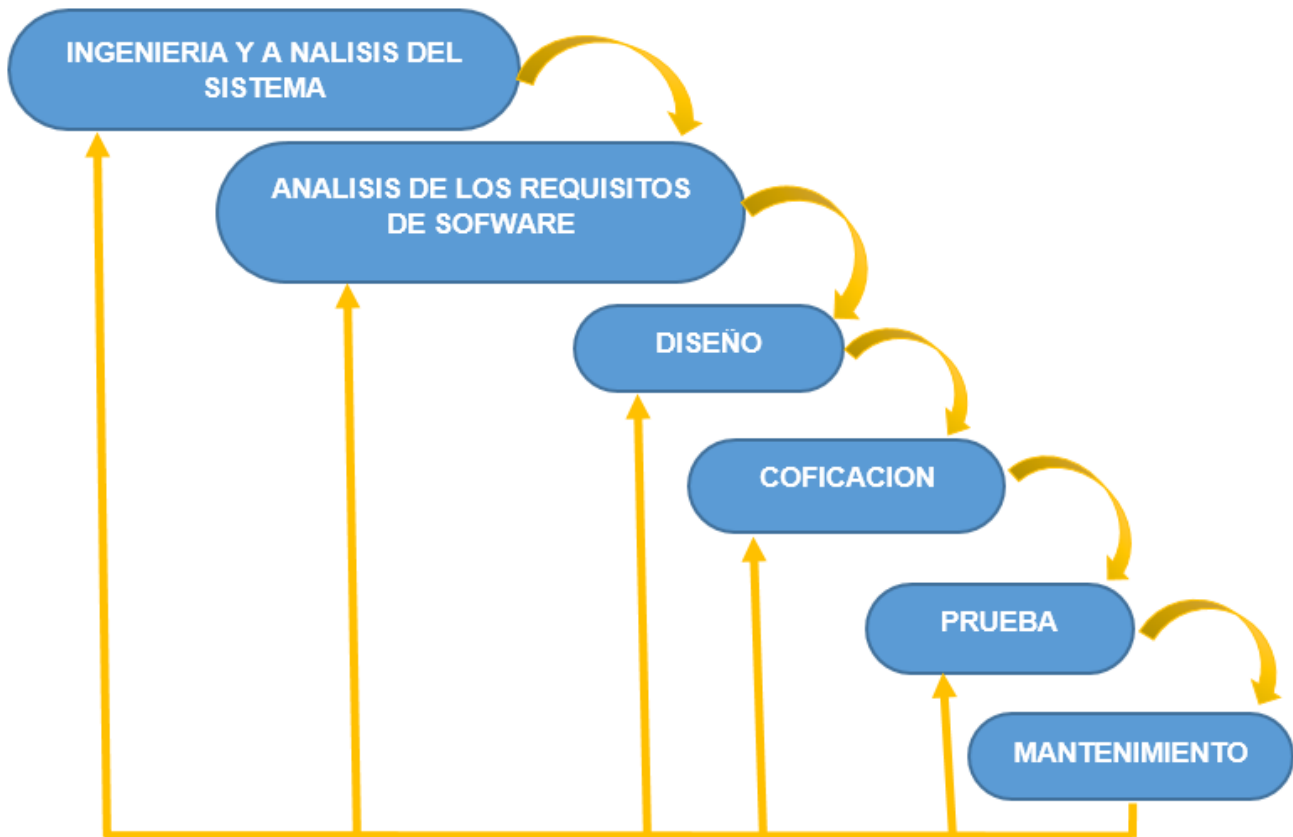 INGENIERIA Y A NALISIS DEL
SISTEMA
ANALISIS DE LOS REQUISITOS
DE SOFWARE
DISEÑO
COFICACION
PRUEBA
MANTENIMIENTO